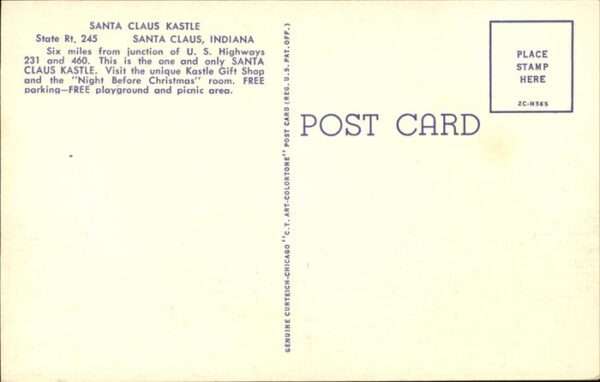 SANTA CLAUS KASTLE
State Rt. 245 SANTA CLAUS, INDIANA
Six miles from junction of U. S. Highways
231 and 460. This is the one and only SANTA
CLAUS KASTLE. Visit the unique Kastle Gift Shop
and the "Night Before Christmas" room. FREE
parking—FREE playground and picnic area.
GENUINE CURTEICH-CHICAGO "C.T. ART-COLORTONE" POST CARD (REG. U.S. PAT. OFF.)
POST CARD
PLACE
STAMP
HERE
2C-H365